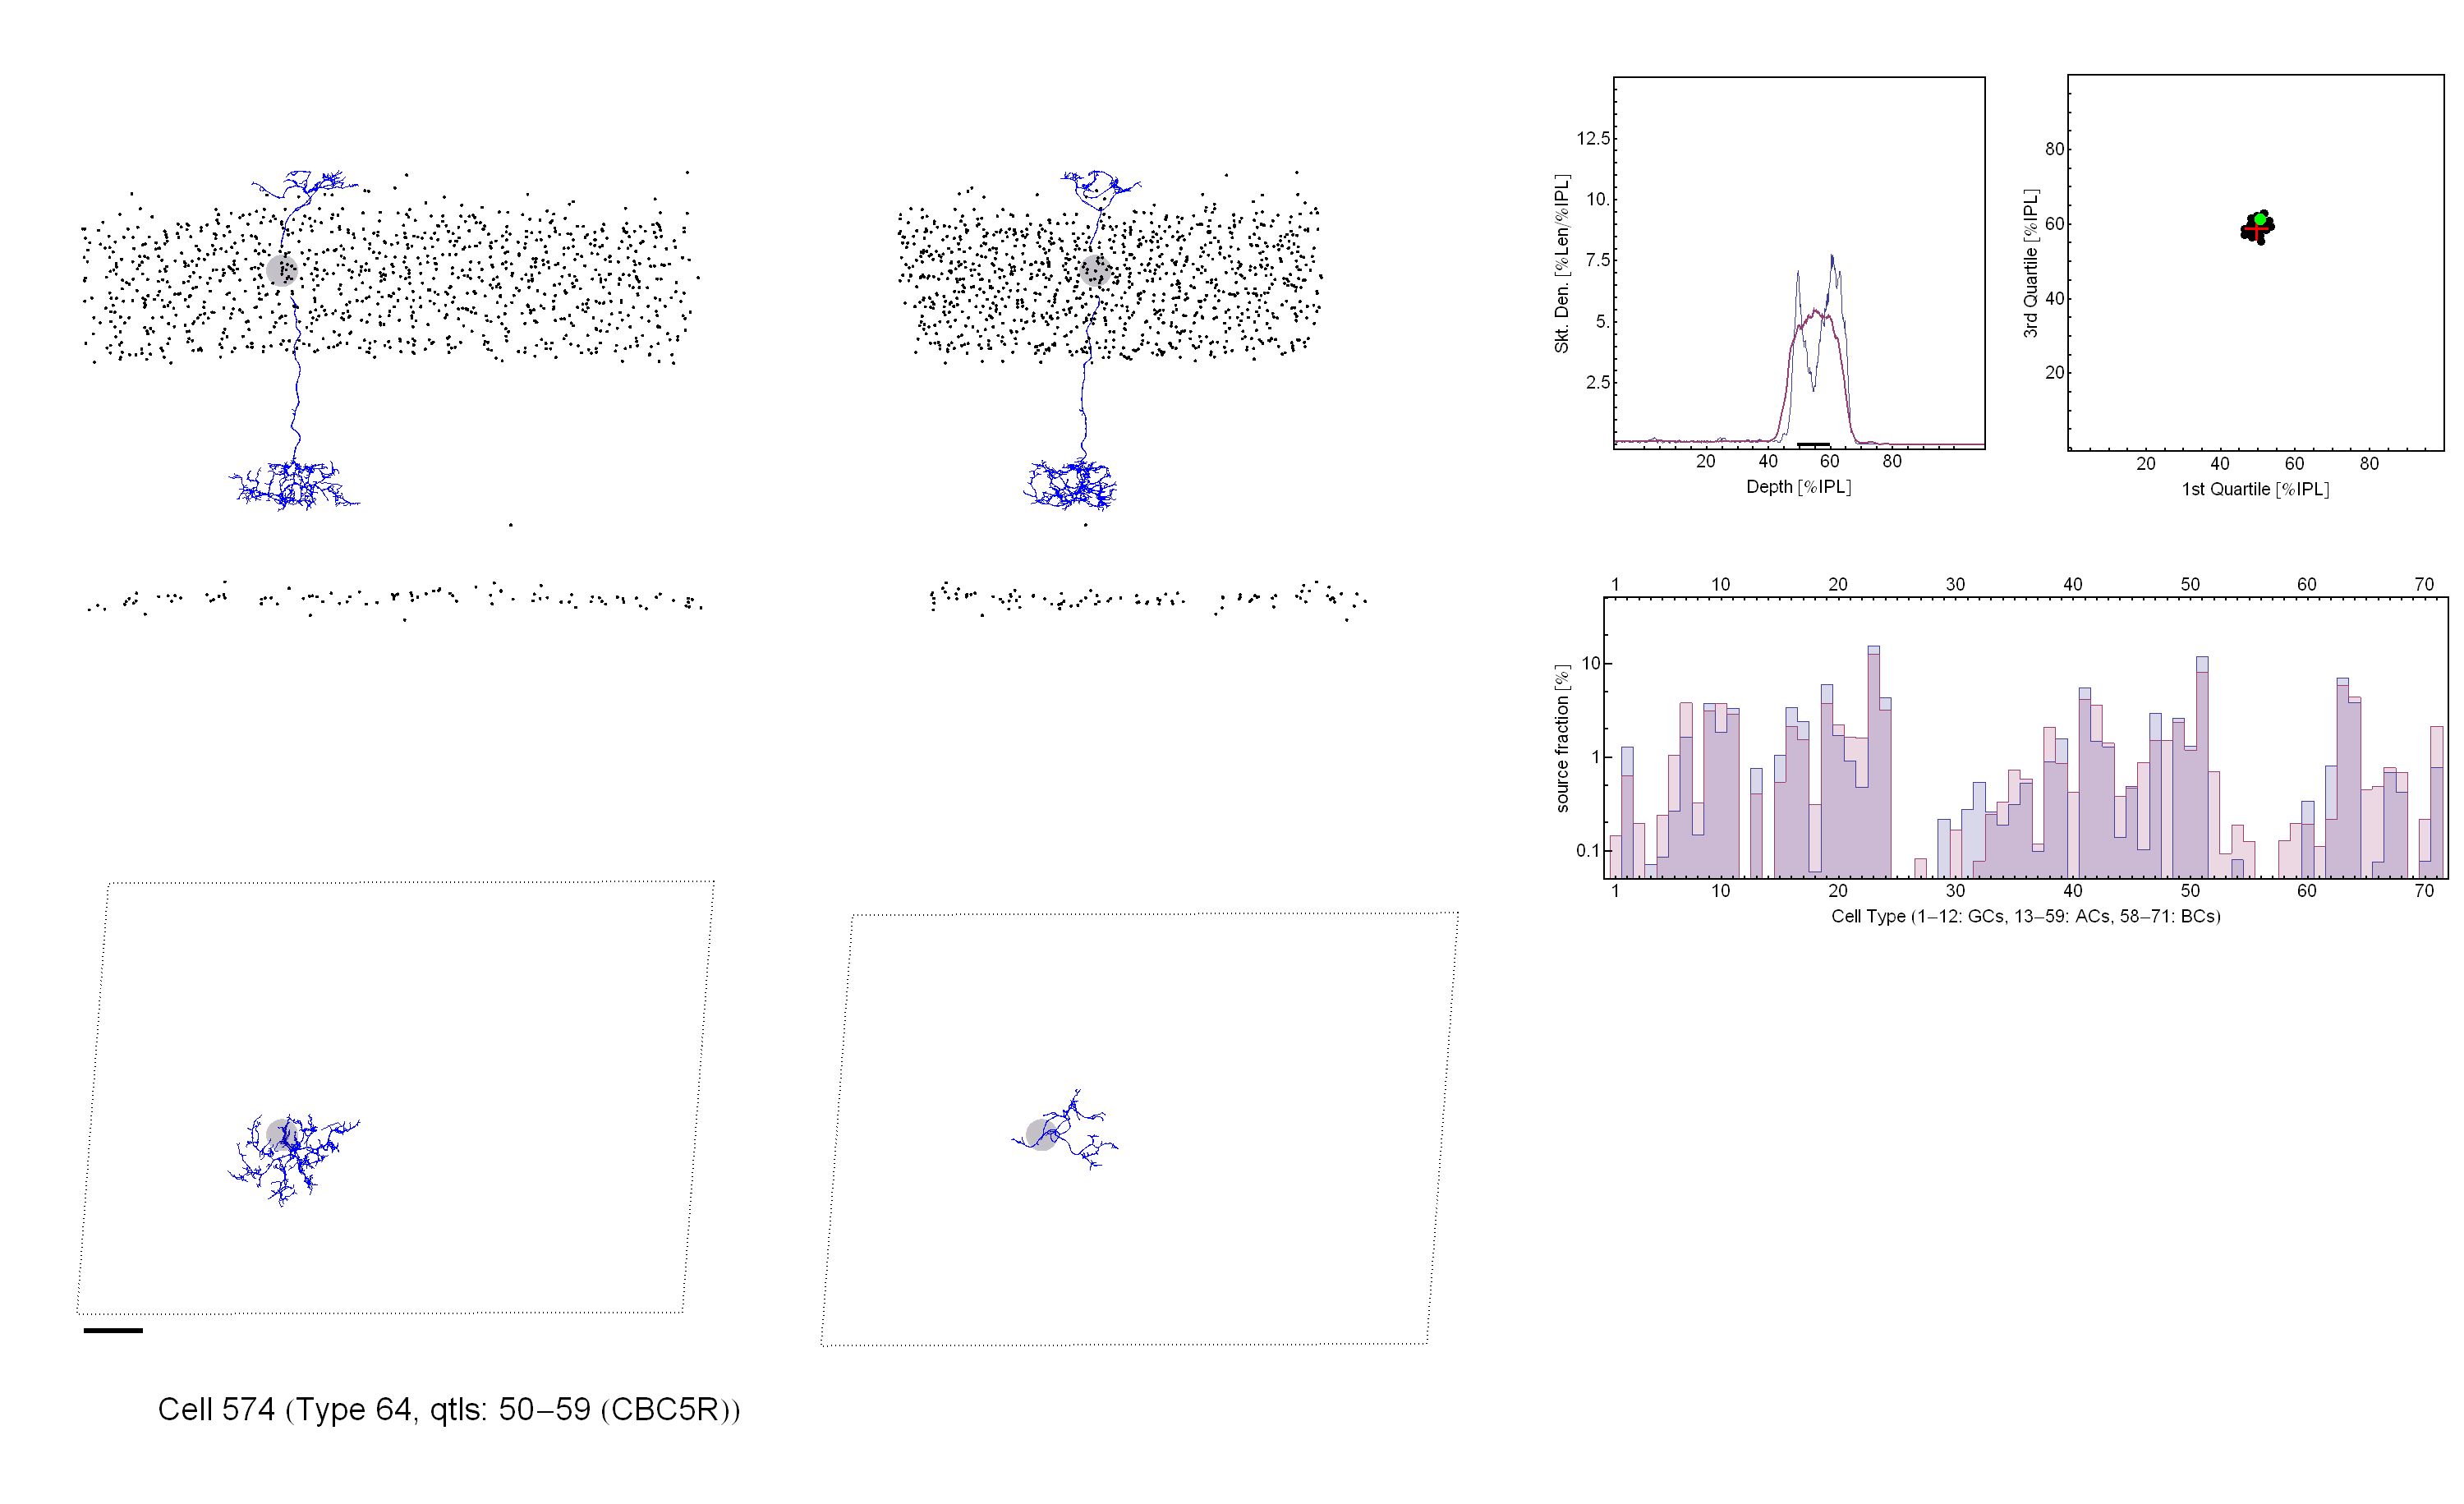 12.5
10.
7.5
5.
2.5
Skt. Den. [%Len/%IPL]
20 40 60 80
Depth [%IPL]
80
60
40
20
3rd Quartile [%IPL]
20 40 60 80
1st Quartile [%IPL]
1 10 20 30 40 50 60 70
10
1
0.1
source fraction [%]
1 10 20 30 40 50 60 70
Cell Type (1–12: GCs, 13–59: ACs, 58–71: BCs)
Cell 574 (Type 64, qtls: 50–59 (CBC5R))